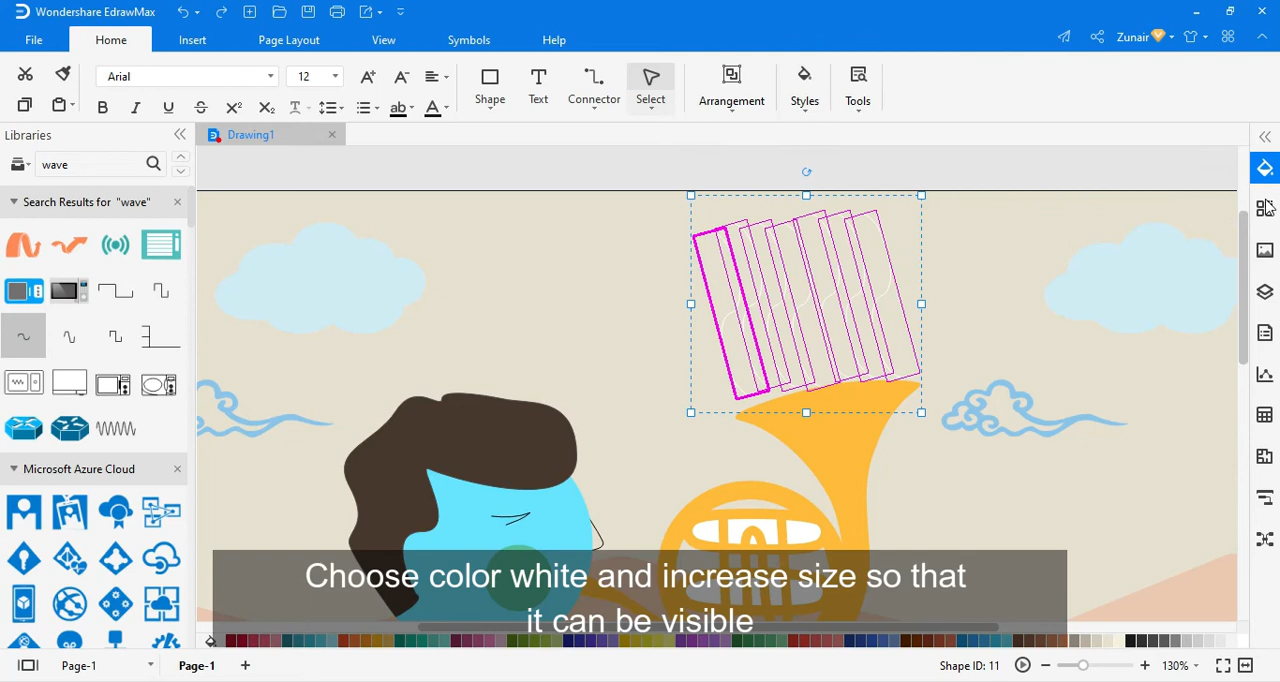 Wondershare EdrawMax
File
Home
Insert
Page Layout
View
Symbols
Help
Zunair
Arial
12
Shape
Text
Connector
Select
Arrangement
Styles
Tools
Libraries
Drawing1
wave
Search Results for "wave"
Microsoft Azure Cloud
Choose color white and increase size so that
it can be visible
Page-1
Page-1
Shape ID: 11
130%